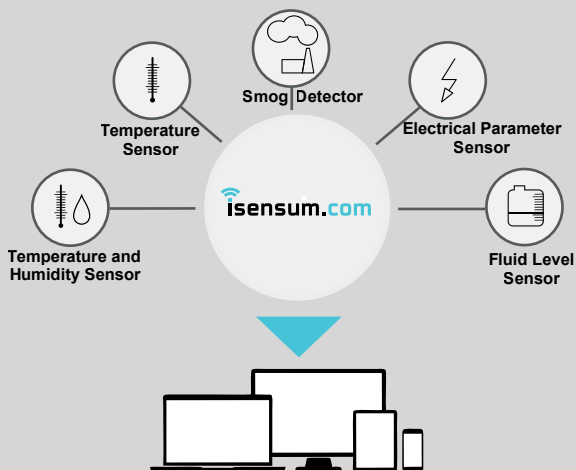 Smog Detector
Temperature
Sensor
Electrical Parameter
Sensor
isensum.com
Temperature and
Humidity Sensor
Fluid Level
Sensor